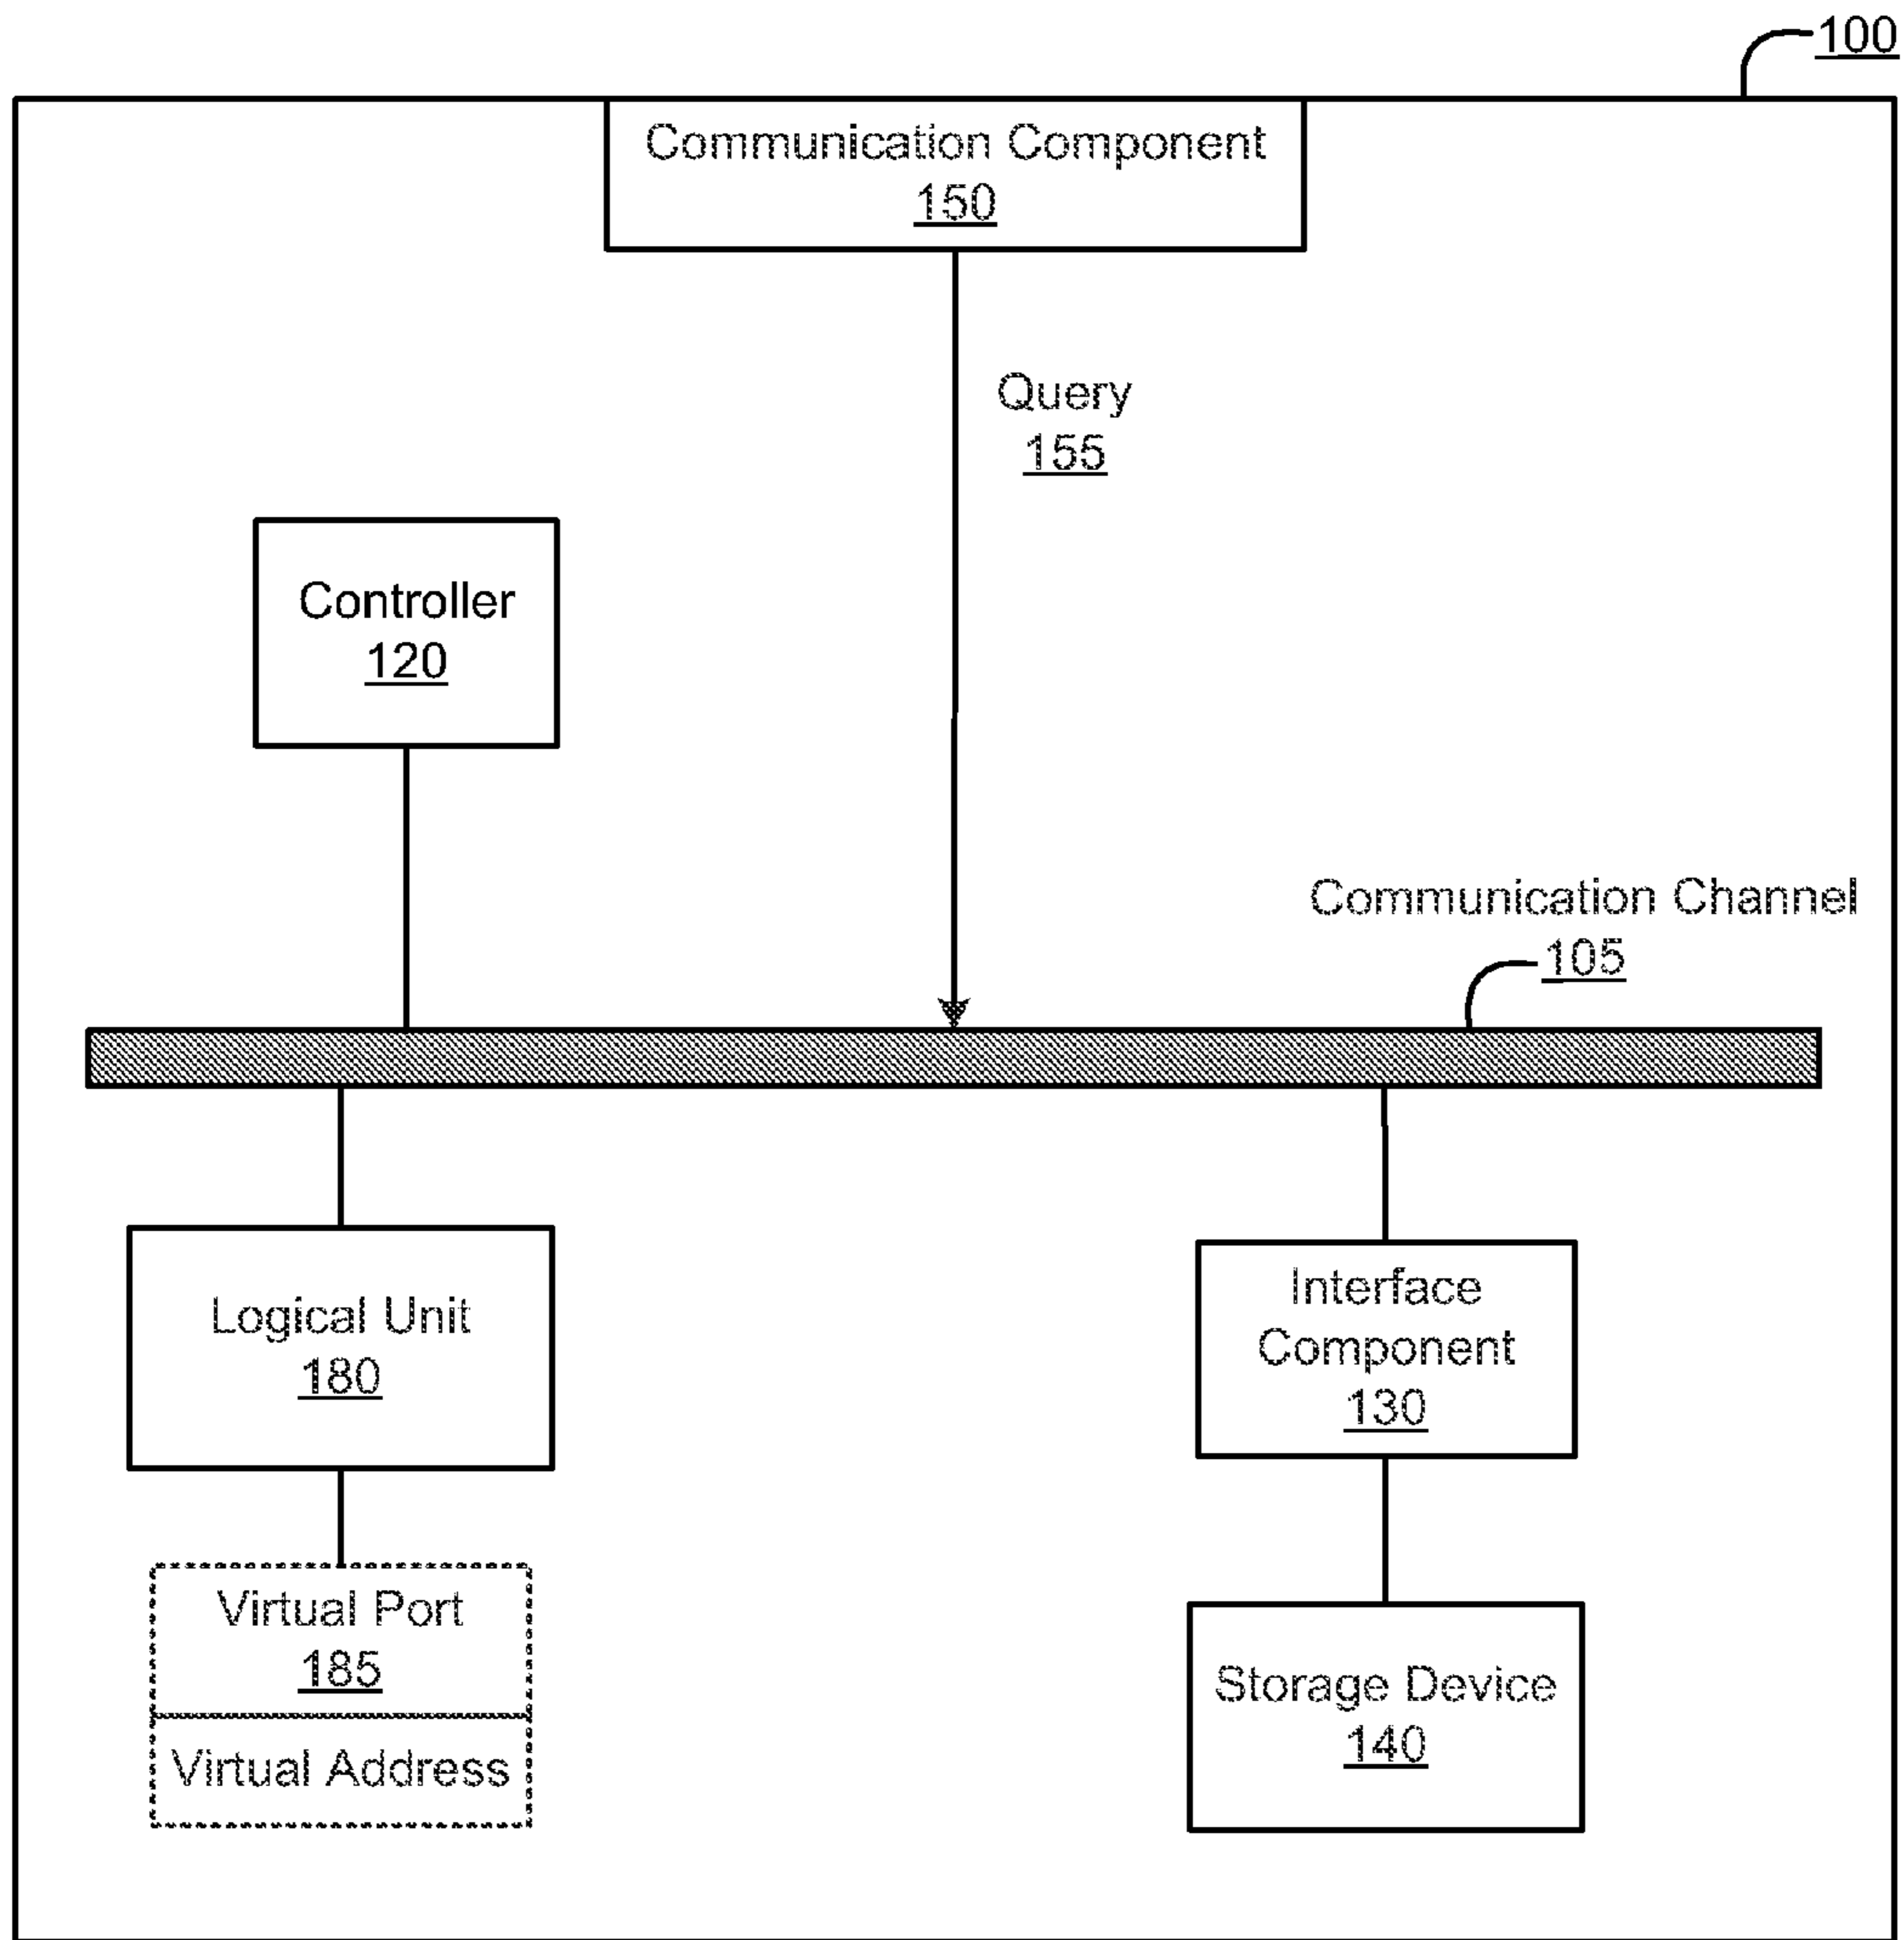 100
Communication Component
150
Query
155
Controller
120
Communication Channel
105
Logical Unit
180
Interface
Component
130
Virtual Port
185
Virtual Address
Storage Device
140